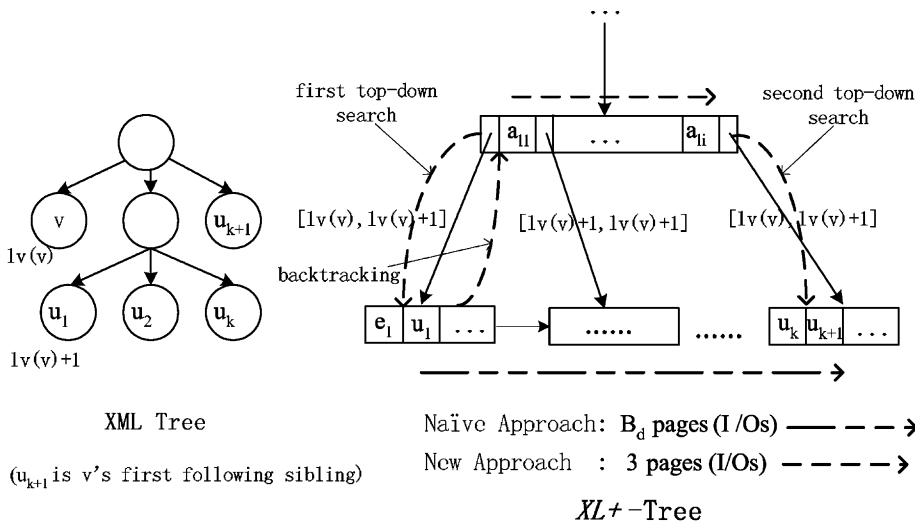 ...
first top-down
search
second top-down
search
a_l1 ... a_li
v
u_k+1
lv(v)
[lv(v),lv(v)+1]
[lv(v)+1,lv(v)+1]
[lv(v),lv(v)+1]
backtracking
u_1 u_2 u_k
lv(v)+1
e_l u_1 ...
......
......
u_k u_k+1 ...
XML Tree
(u_k+1 is v's first following sibling)
Naïve Approach: B_d pages (I/Os)
New Approach : 3 pages (I/Os)
XL+-Tree